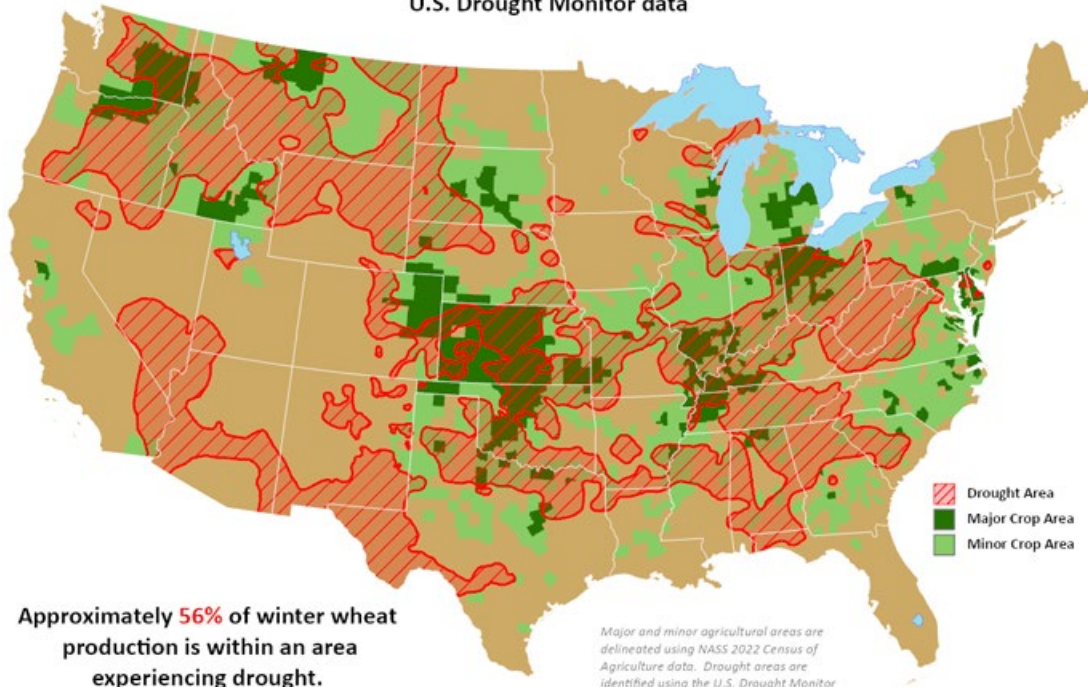 U.S. Drought Monitor data
Drought Area
Major Crop Area
Minor Crop Area
Approximately 56% of winter wheat
production is within an area
experiencing drought.
Major and minor agricultural areas are
delineated using NASS 2022 Census of
Agriculture data. Drought areas are
identified using the U.S. Drought Monitor